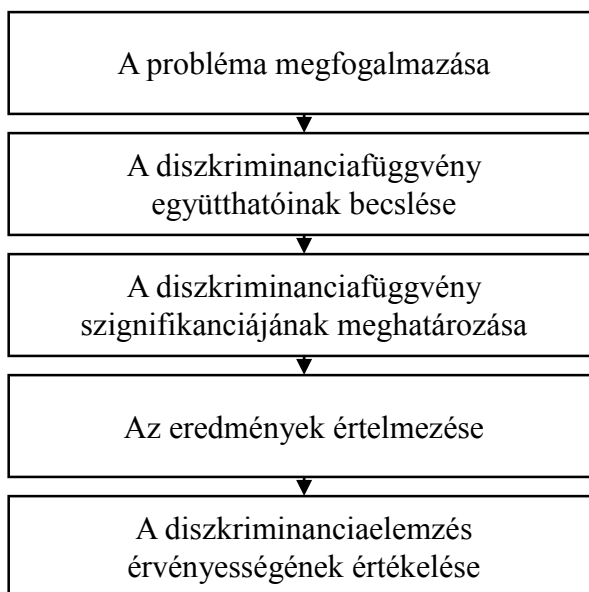 A probléma megfogalmazása
A diszkriminanciafüggvény
együtthatóinak becslése
A diszkriminanciafüggvény
szignifikanciájának meghatározása
Az eredmények értelmezése
A diszkriminanciaelemzés
érvényességének értékelése